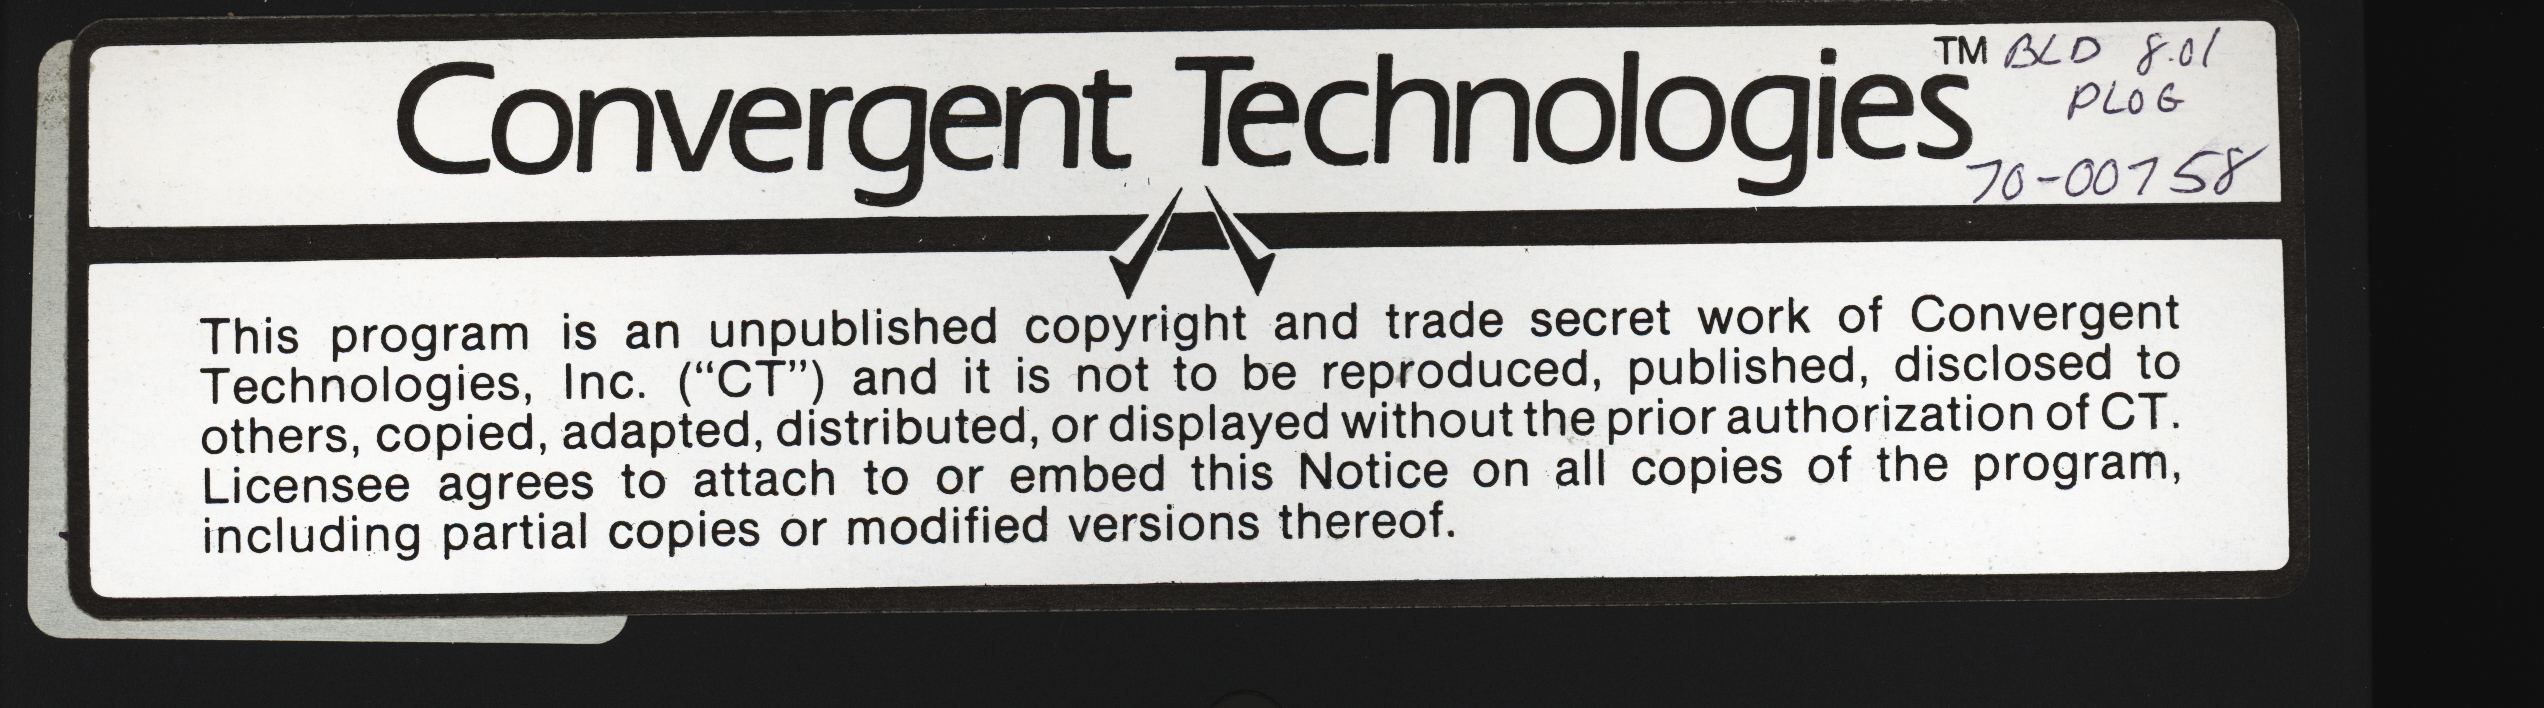 Convergent Technologies™
BLD 8.01
PLOG
70-00758
This program is an unpublished copyright and trade secret work of Convergent
Technologies, Inc. (“CT”) and it is not to be reproduced, published, disclosed to
others, copied, adapted, distributed, or displayed without the prior authorization of CT.
Licensee agrees to attach to or embed this Notice on all copies of the program,
including partial copies or modified versions thereof.